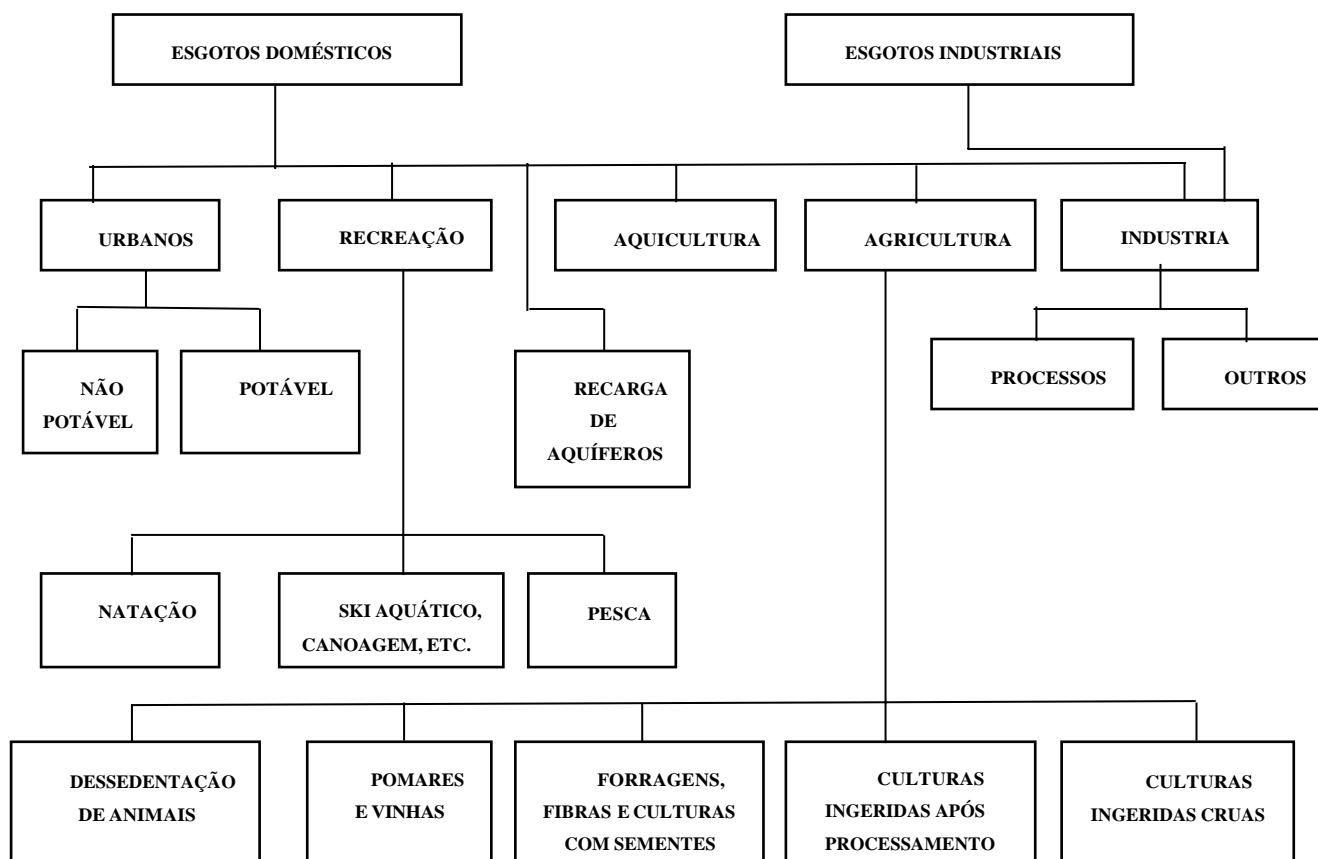 ESGOTOS DOMÉSTICOS
ESGOTOS INDUSTRIAIS
URBANOS
RECREAÇÃO
AQUICULTURA
AGRICULTURA
INDUSTRIA
NÃO
POTÁVEL
POTÁVEL
RECARGA
DE
AQUÍFEROS
PROCESSOS
OUTROS
NATAÇÃO
SKI AQUÁTICO,
CANOAGEM, ETC.
PESCA
DESSEDENTAÇÃO
DE ANIMAIS
POMARES
E VINHAS
FORRAGENS,
FIBRAS E CULTURAS
COM SEMENTES
CULTURAS
INGERIDAS APÓS
PROCESSAMENTO
CULTURAS
INGERIDAS CRUAS